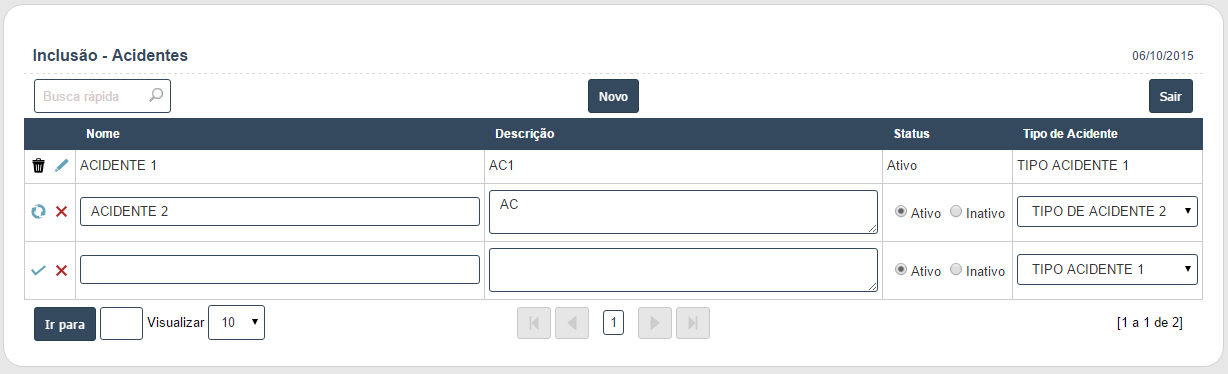 Inclusão - Acidentes 06/10/2015
Busca rápida Novo Sair
Nome Descrição Status Tipo de Acidente
ACIDENTE 1 AC1 Ativo TIPO ACIDENTE 1
ACIDENTE 2 AC Ativo Inativo TIPO DE ACIDENTE 2
Ativo Inativo TIPO ACIDENTE 1
Ir para Visualizar 10 1 [1 a 1 de 2]